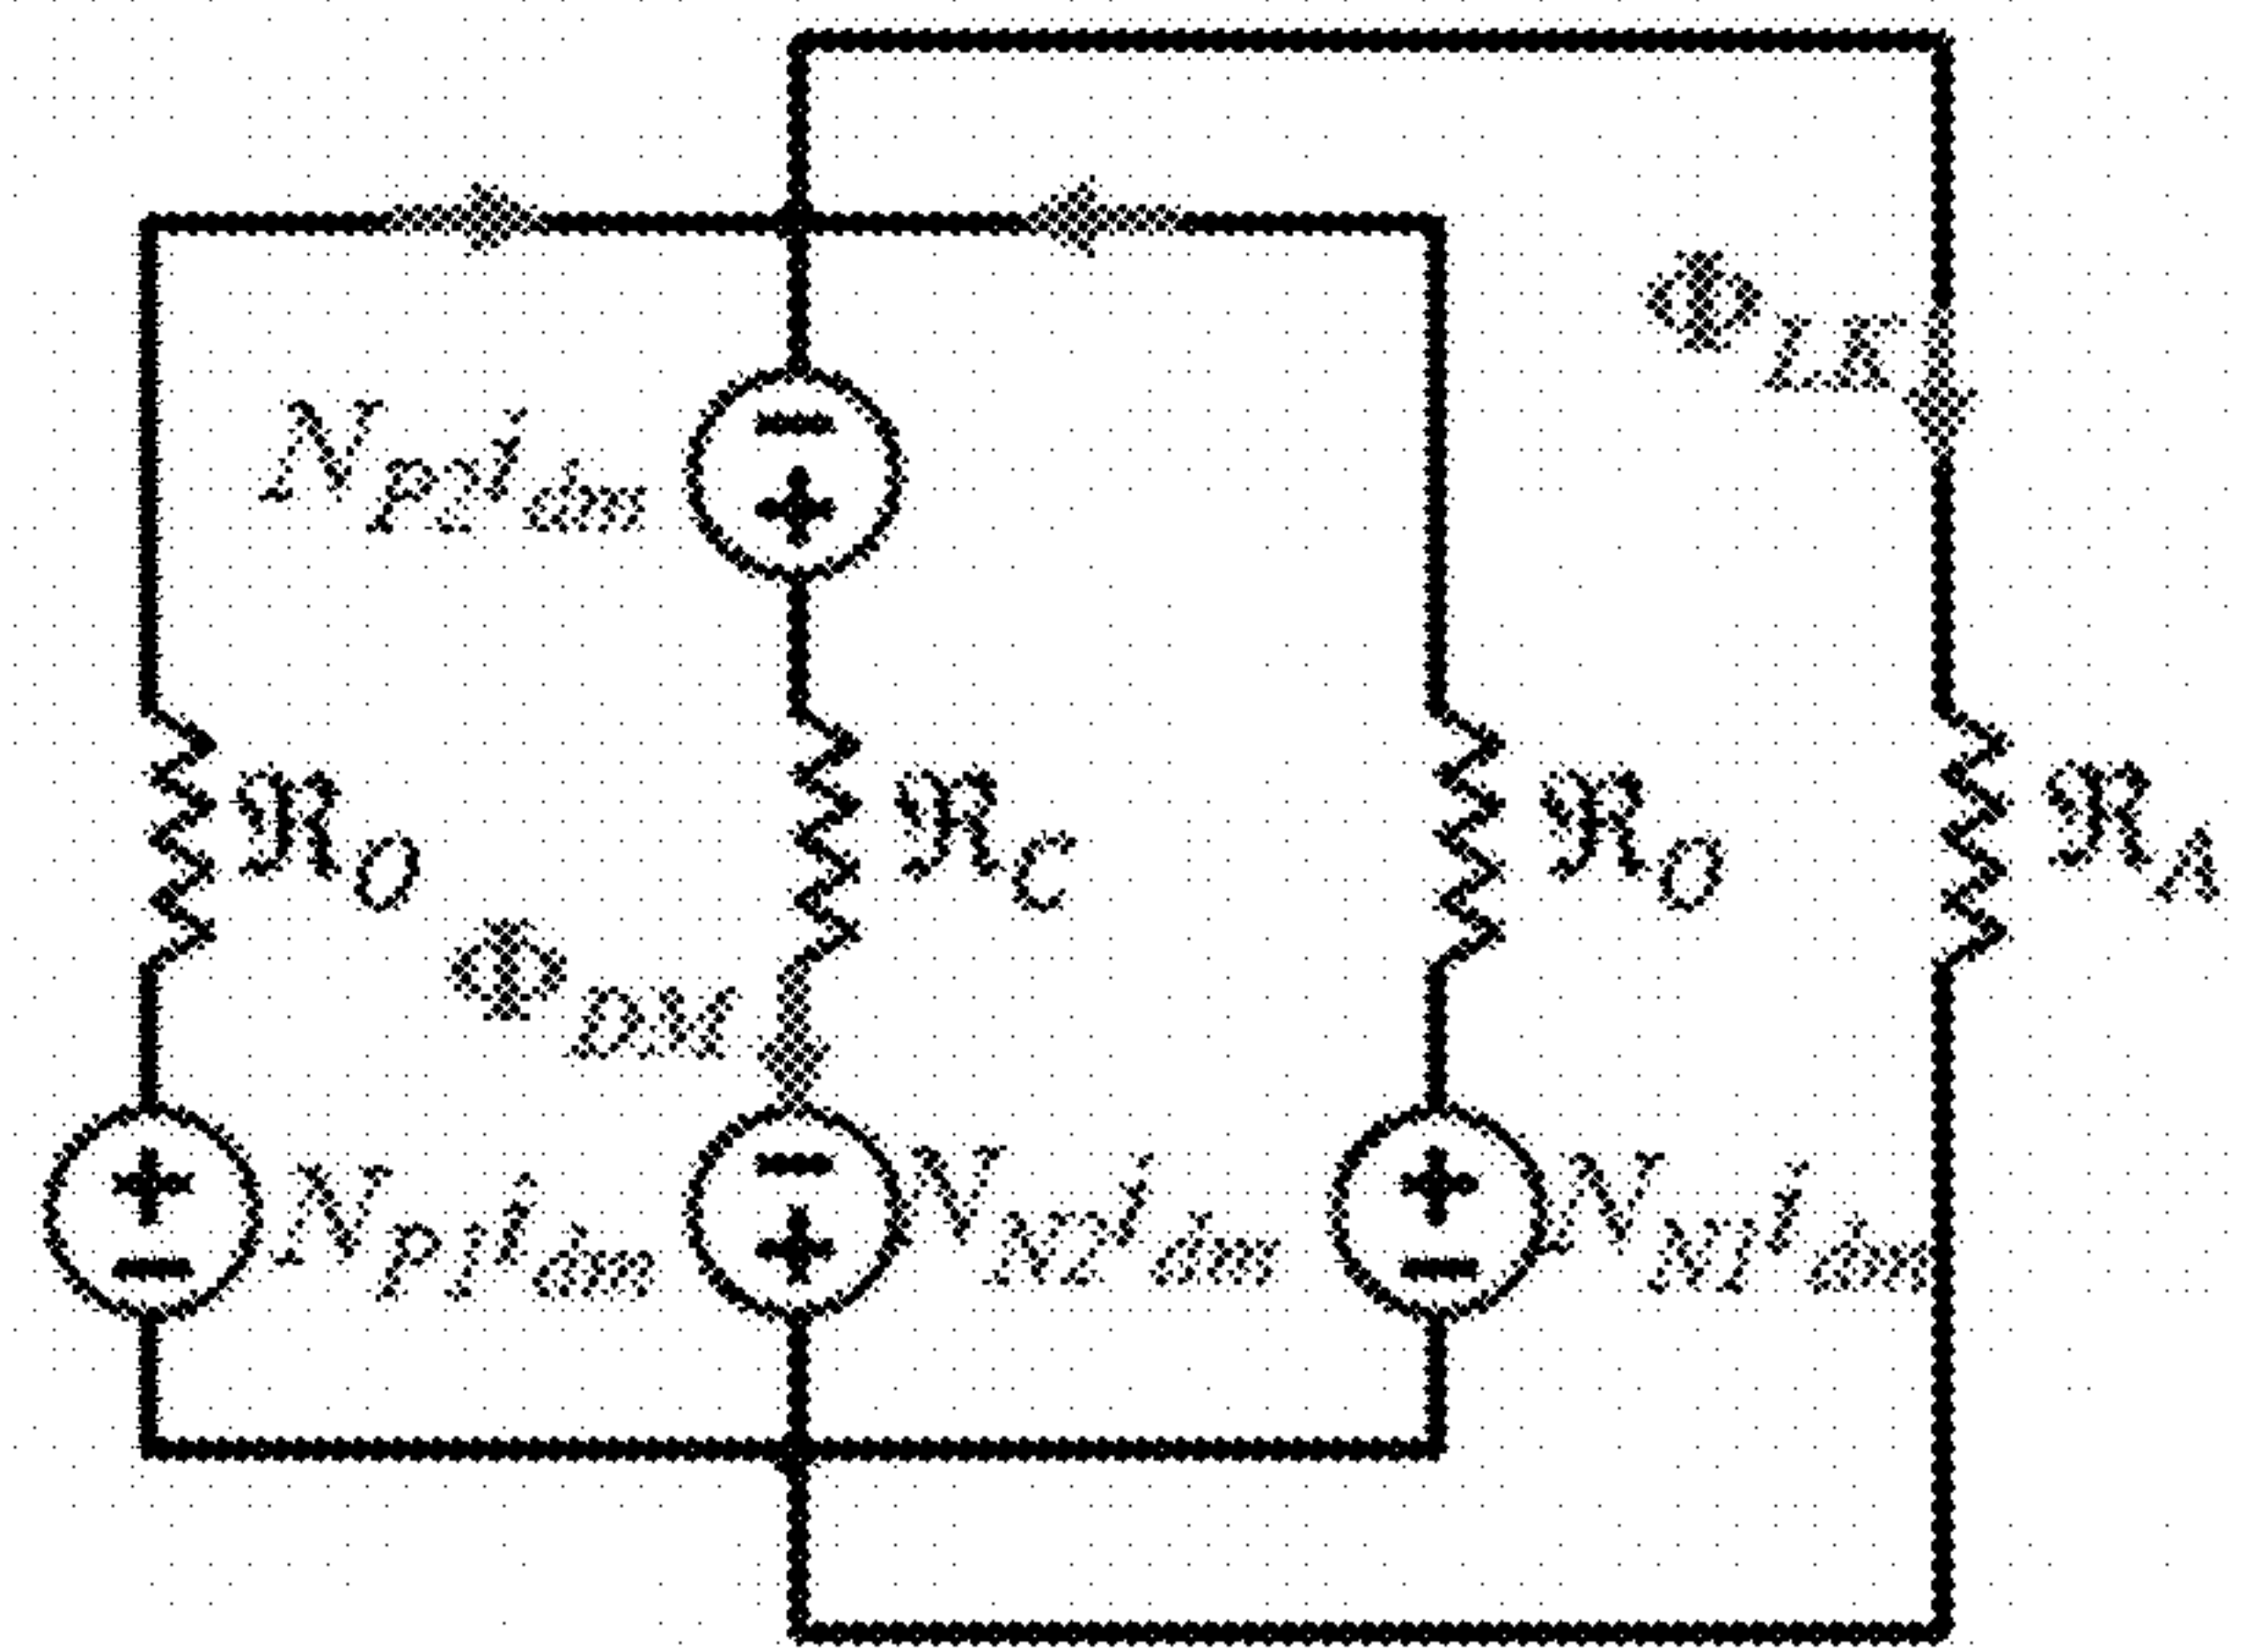 Φ_LK
N_P2 i_dm
ℜ_O
ℜ_C
ℜ_O
ℜ_A
Φ_DM
N_P1 i_dm
N_N2 i_dm
N_N1 i_dm